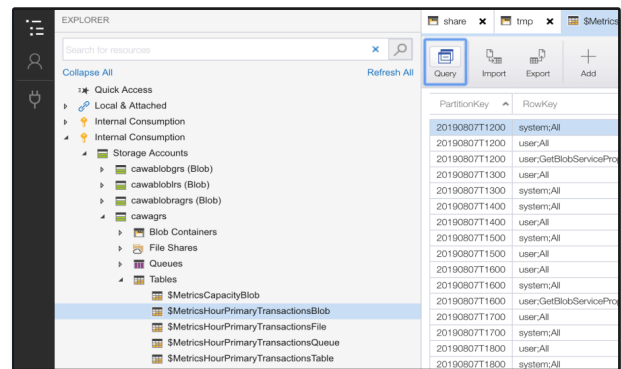 EXPLORER
Search for resources
Collapse All Refresh All
Quick Access
Local & Attached
Internal Consumption
Internal Consumption
Storage Accounts
cawablobgrs (Blob)
cawabloblrs (Blob)
cawablobragrs (Blob)
cawagrs
Blob Containers
File Shares
Queues
Tables
$MetricsCapacityBlob
$MetricsHourPrimaryTransactionsBlob
$MetricsHourPrimaryTransactionsFile
$MetricsHourPrimaryTransactionsQueue
$MetricsHourPrimaryTransactionsTable
share tmp $Metrics
Query Import Export Add
PartitionKey RowKey
20190807T1200 system;All
20190807T1200 user;All
20190807T1200 user;GetBlobServiceProp
20190807T1300 user;All
20190807T1300 system;All
20190807T1400 system;All
20190807T1400 user;All
20190807T1500 system;All
20190807T1500 user;All
20190807T1600 user;All
20190807T1600 system;All
20190807T1600 user;GetBlobServiceProp
20190807T1700 user;All
20190807T1700 system;All
20190807T1800 user;All
20190807T1800 system;All